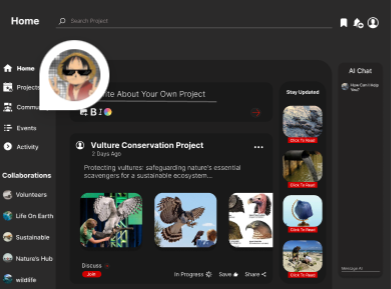 Home
Search Project
Home
Projects
Events
Activity
Collaborations
Volounters
Life On Earth
Sustainable
Nature's Hub
wildlife
te About Your Own Project
B I
Vulture Conservation Project
2 Days Ago
Protecting vultures: safeguarding nature's essential
scavengers for a sustainable ecosystem...
Discuss
Join
In Progress
Save
Share
Stay Updated
Click To Read
Click To Read
Click To Read
Click To Read
AI Chat
How Can I Help
You?
Message AI